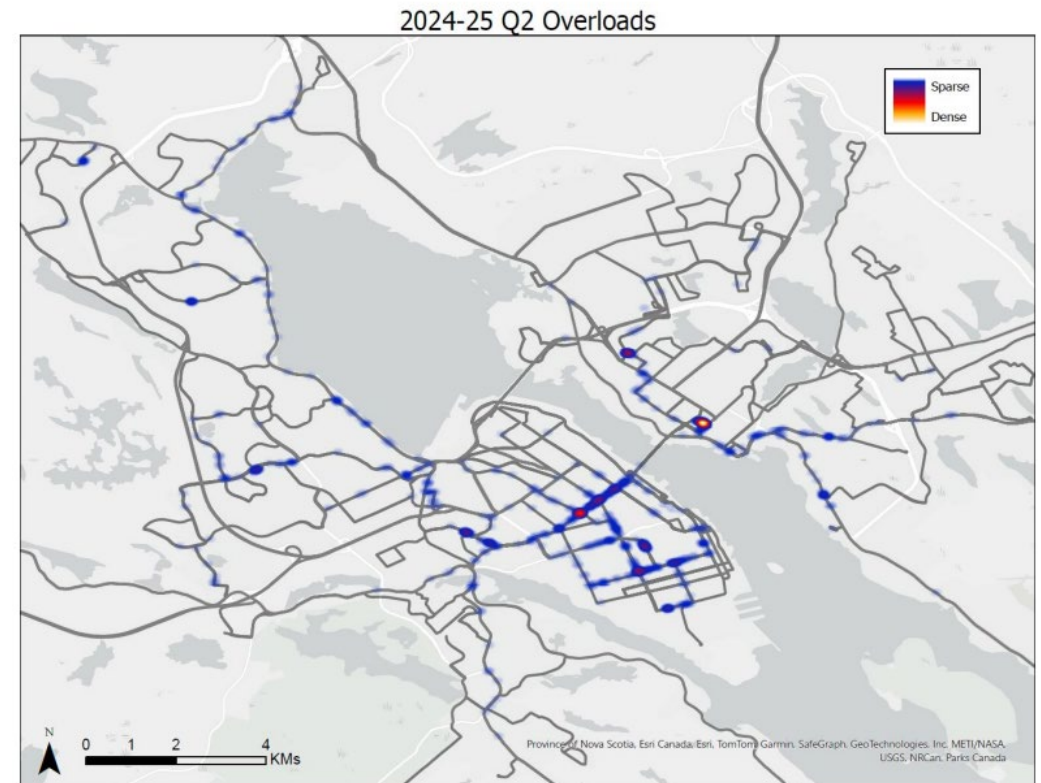 2024-25 Q2 Overloads
Sparse
Dense
N
0 1 2 4
KMs
Province of Nova Scotia, Esri Canada, Esri, TomTom, Garmin, SafeGraph, GeoTechnologies, Inc, METI/NASA,
USGS, NRCan, Parks Canada